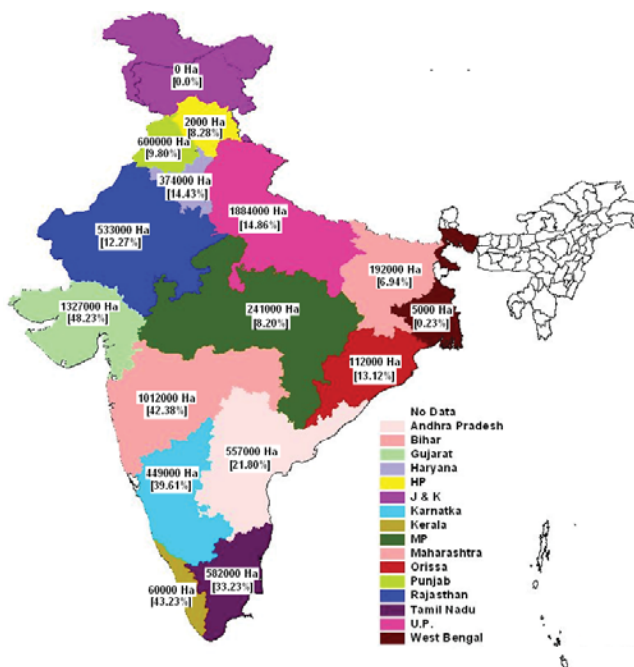 0 Ha
[0.0%]
2000 Ha
[8.28%]
600000 Ha
[9.80%]
374000 Ha
[14.43%]
1884000 Ha
[14.86%]
533000 Ha
[12.27%]
192000 Ha
[6.94%]
1327000 Ha
[48.23%]
241000 Ha
[8.20%]
5000 Ha
[0.23%]
112000 Ha
[13.12%]
1012000 Ha
[42.38%]
557000 Ha
[21.80%]
449000 Ha
[39.61%]
582000 Ha
[33.23%]
60000 Ha
[43.23%]
No Data
Andhra Pradesh
Bihar
Gujarat
Haryana
HP
J & K
Karnatka
Kerala
MP
Maharashtra
Orissa
Punjab
Rajasthan
Tamil Nadu
U.P.
West Bengal